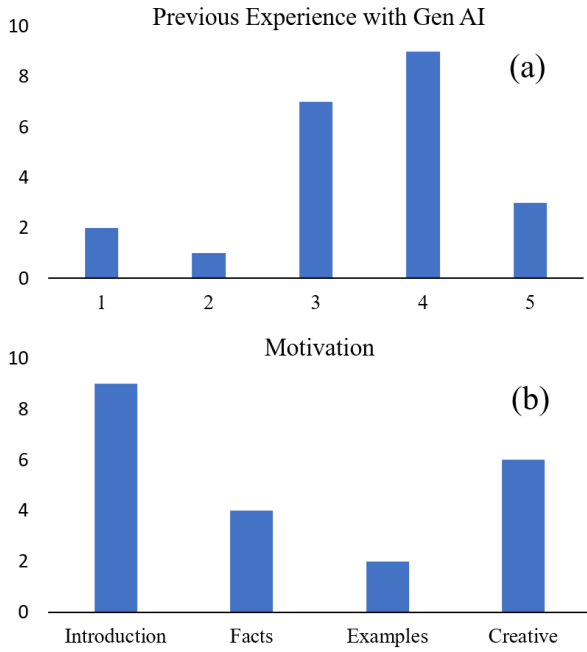 Previous Experience with Gen AI
(a)
10
8
6
4
2
0
1 2 3 4 5
Motivation
(b)
10
8
6
4
2
0
Introduction Facts Examples Creative